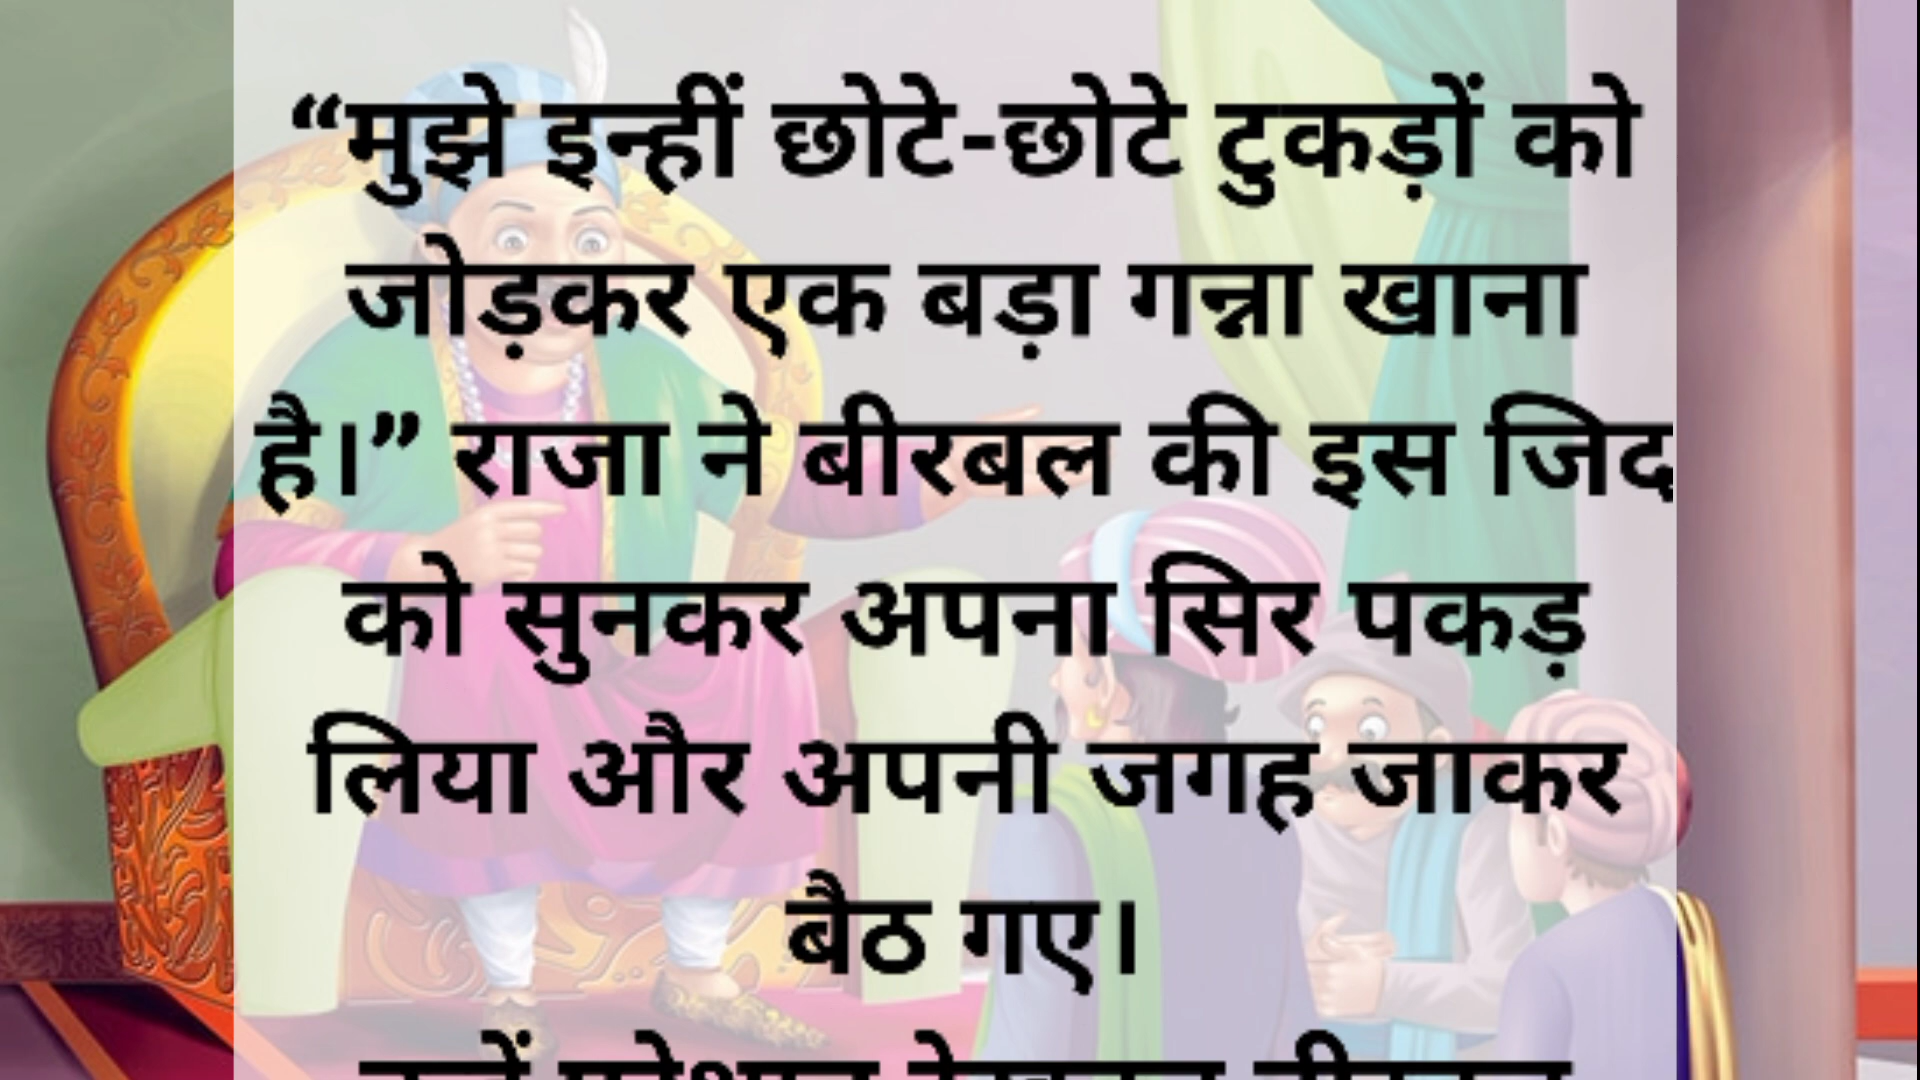 “मुझे इन्हीं छोटे-छोटे टुकड़ों को
जोड़कर एक बड़ा गन्ना खाना
है।” राजा ने बीरबल की इस जिद
को सुनकर अपना सिर पकड़
लिया और अपनी जगह जाकर
बैठ गए।